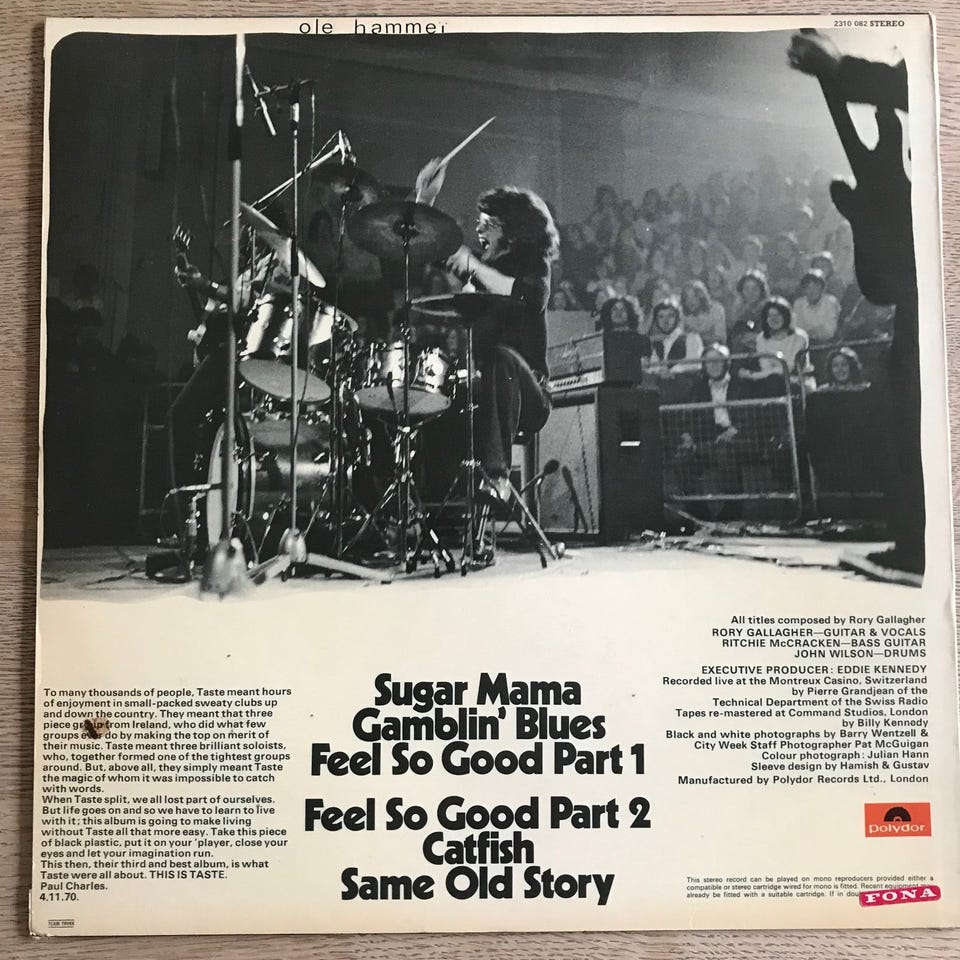 ole hammer
2310 082 STEREO
All titles composed by Rory Gallagher
RORY GALLAGHER—GUITAR & VOCALS
RITCHIE McCRACKEN—BASS GUITAR
JOHN WILSON—DRUMS
EXECUTIVE PRODUCER: EDDIE KENNEDY
Recorded live at the Montreux Casino, Switzerland
by Pierre Grandjean of the
Technical Department of the Swiss Radio
Tapes re-mastered at Command Studios, London
by Billy Kennedy
Black and white photographs by Barry Wentzell &
City Week Staff Photographer Pat McGuigan
Colour photograph: Julian Hann
Sleeve design by Hamish & Gustav
Manufactured by Polydor Records Ltd., London
Sugar Mama
Gamblin' Blues
Feel So Good Part 1
Feel So Good Part 2
Catfish
Same Old Story
To many thousands of people, Taste meant hours
of enjoyment in small-packed sweaty clubs up
and down the country. They meant that three
piece from Ireland, who did what few
groups do by making the top on merit of
their music. Taste meant three brilliant soloists,
who, together formed one of the tightest groups
around. But, above all, they simply meant Taste
the magic of whom it was impossible to catch
with words.
When Taste split, we all lost part of ourselves.
But life goes on and so we have to learn to live
with it; this album is going to make living
without Taste all that more easy. Take this piece
of black plastic, put it on your 'player, close your
eyes and let your imagination run.
This then, their third and best album, is what
Taste were all about. THIS IS TASTE.
Paul Charles.
4.11.70.
polydor
This stereo record can be played on mono reproducers provided either a
compatible or stereo cartridge wired for mono is fitted. Recent equipment
already be fitted with a suitable cartridge. If in
FONA